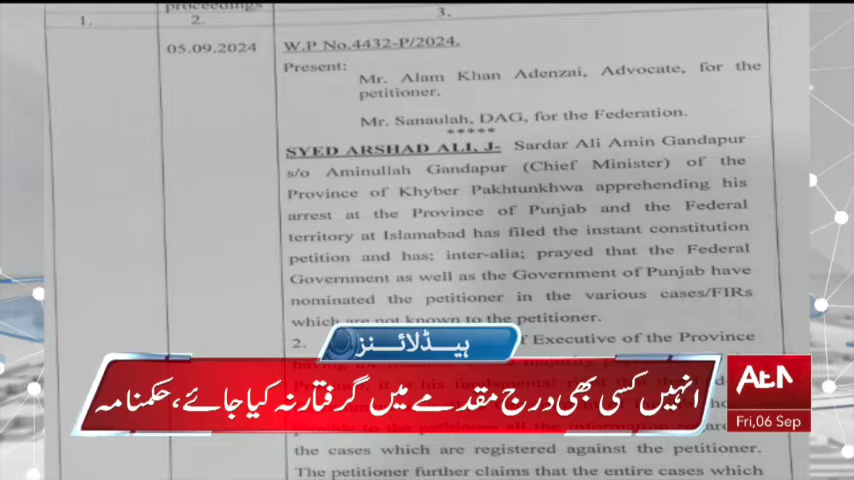 proceedings
1. 2. 3.
05.09.2024 W.P No.4432-P/2024.
Present:
Mr. Alam Khan Adenzai, Advocate, for the
petitioner.
Mr. Sanaulah, DAG, for the Federation.
*****
SYED ARSHAD ALI, J- Sardar Ali Amin Gandapur
s/o Aminullah Gandapur (Chief Minister) of the
Province of Khyber Pakhtunkhwa apprehending his
arrest at the Province of Punjab and the Federal
territory at Islamabad has filed the instant constitution
petition and has; inter-alia; prayed that the Federal
Government as well as the Government of Punjab have
nominated the petitioner in the various cases/FIRs
which are not known to the petitioner.
2. of Executive of the Province
ہیڈلائنز
انہیں کسی بھی درج مقدمے میں گرفتار نہ کیا جائے، حکمنامہ
Fri,06 Sep
the cases which are registered against the petitioner.
The petitioner further claims that the entire cases which